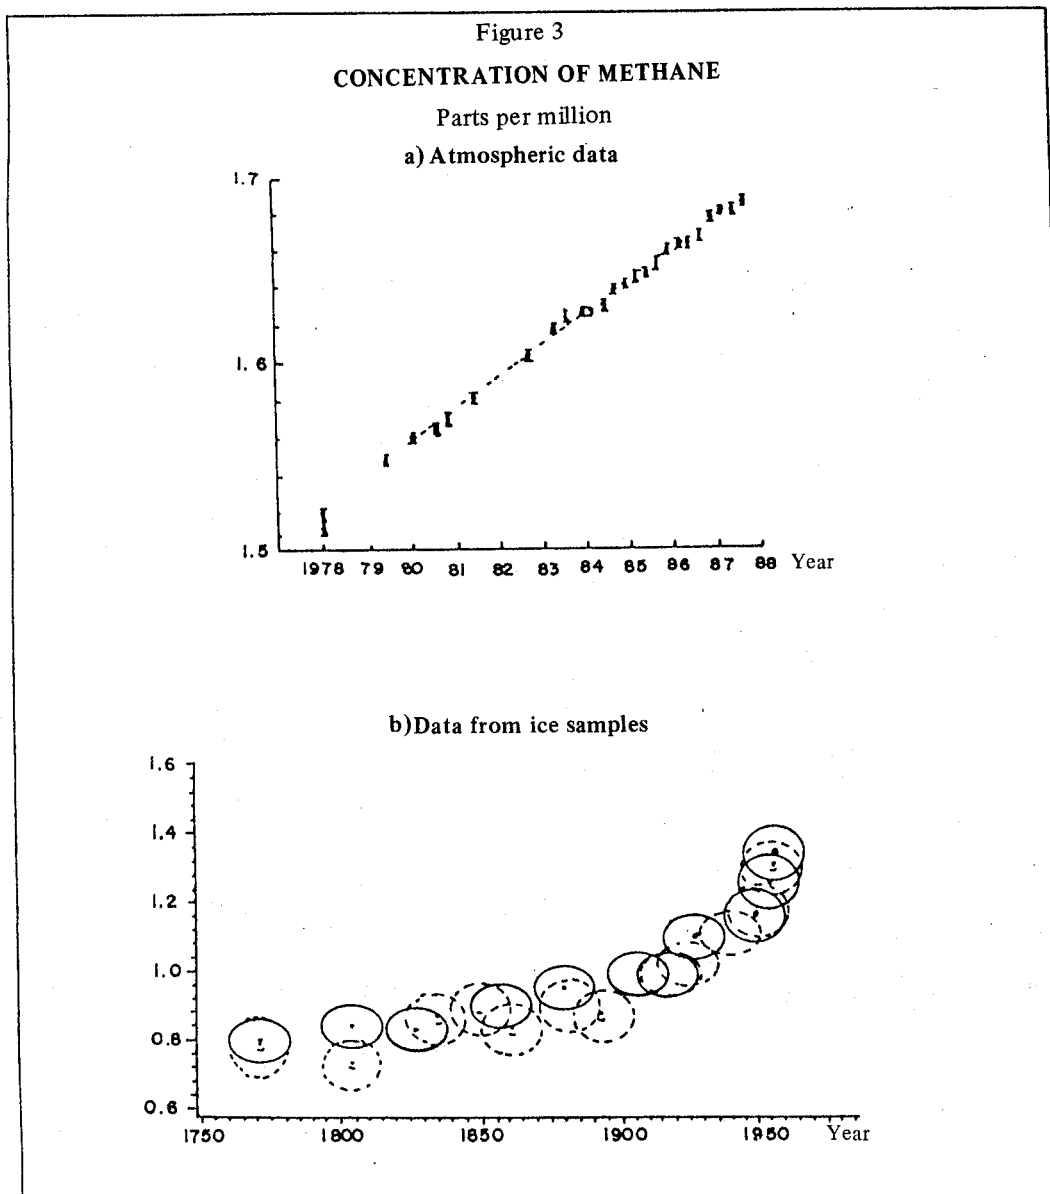 Figure 3
CONCENTRATION OF METHANE
Parts per million
a) Atmospheric data
1.7
1.6
1.5
1978 79 80 81 82 83 84 85 86 87 88 Year
b) Data from ice samples
1.6
1.4
1.2
1.0
0.8
0.6
1750 1800 1850 1900 1950 Year